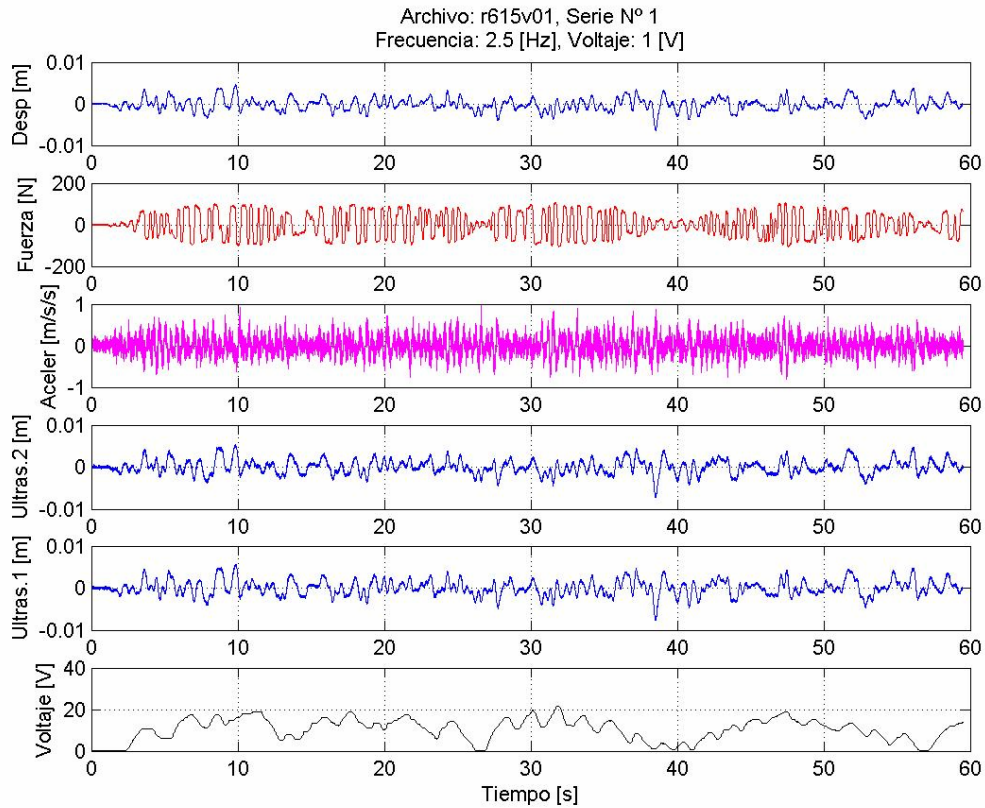 Archivo: r615v01, Serie Nº 1
Frecuencia: 2.5 [Hz], Voltaje: 1 [V]
Desp [m]
0.01
0
-0.01
0 10 20 30 40 50 60
Fuerza [N]
200
0
-200
0 10 20 30 40 50 60
Aceler [m/s/s]
1
0
-1
0 10 20 30 40 50 60
Ultras.2 [m]
0.01
0
-0.01
0 10 20 30 40 50 60
Ultras.1 [m]
0.01
0
-0.01
0 10 20 30 40 50 60
Voltaje [V]
40
20
0
0 10 20 30 40 50 60
Tiempo [s]